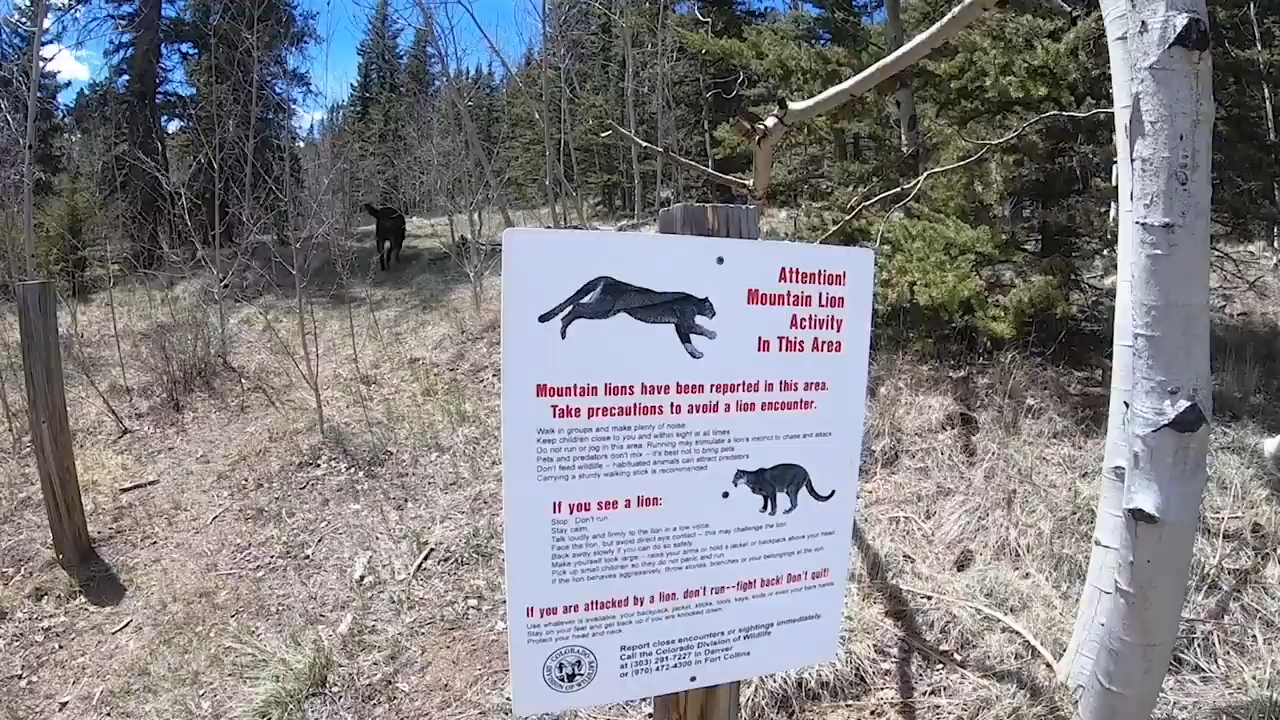 Attention!
Mountain Lion
Activity
In This Area
Mountain lions have been reported in this area.
Take precautions to avoid a lion encounter.
Walk in groups and make plenty of noise.
Keep children close to you and within sight at all times
Do not run or jog in this area. Running may stimulate a lion's instinct to chase and attack
Pets and predators don't mix – it's best not to bring pets
Don't feed wildlife – habituated animals can attract predators
Carrying a sturdy walking stick is recommended
If you see a lion:
Stop. Don't run.
Stay calm.
Talk loudly and firmly to the lion in a low voice.
Face the lion, but avoid direct eye contact – this may challenge the lion
Back away slowly if you can do so safely
Make yourself look large – raise your arms or hold a jacket or backpack above your head
Pick up small children so they do not panic and run
If the lion behaves aggressively, throw stones, branches or your belongings at the lion
If you are attacked by a lion, don't run--fight back! Don't quit!
Use whatever is available: your backpack, jacket, sticks, tools, keys, knife or even your bare hands
Stay on your feet and get back up if you are knocked down.
Protect your head and neck.
Report close encounters or sightings immediately.
Call the Colorado Division of Wildlife
at (303) 291-7227 in Denver
or (970) 472-4300 in Fort Collins
COLORADO
DIVISION OF WILDLIFE